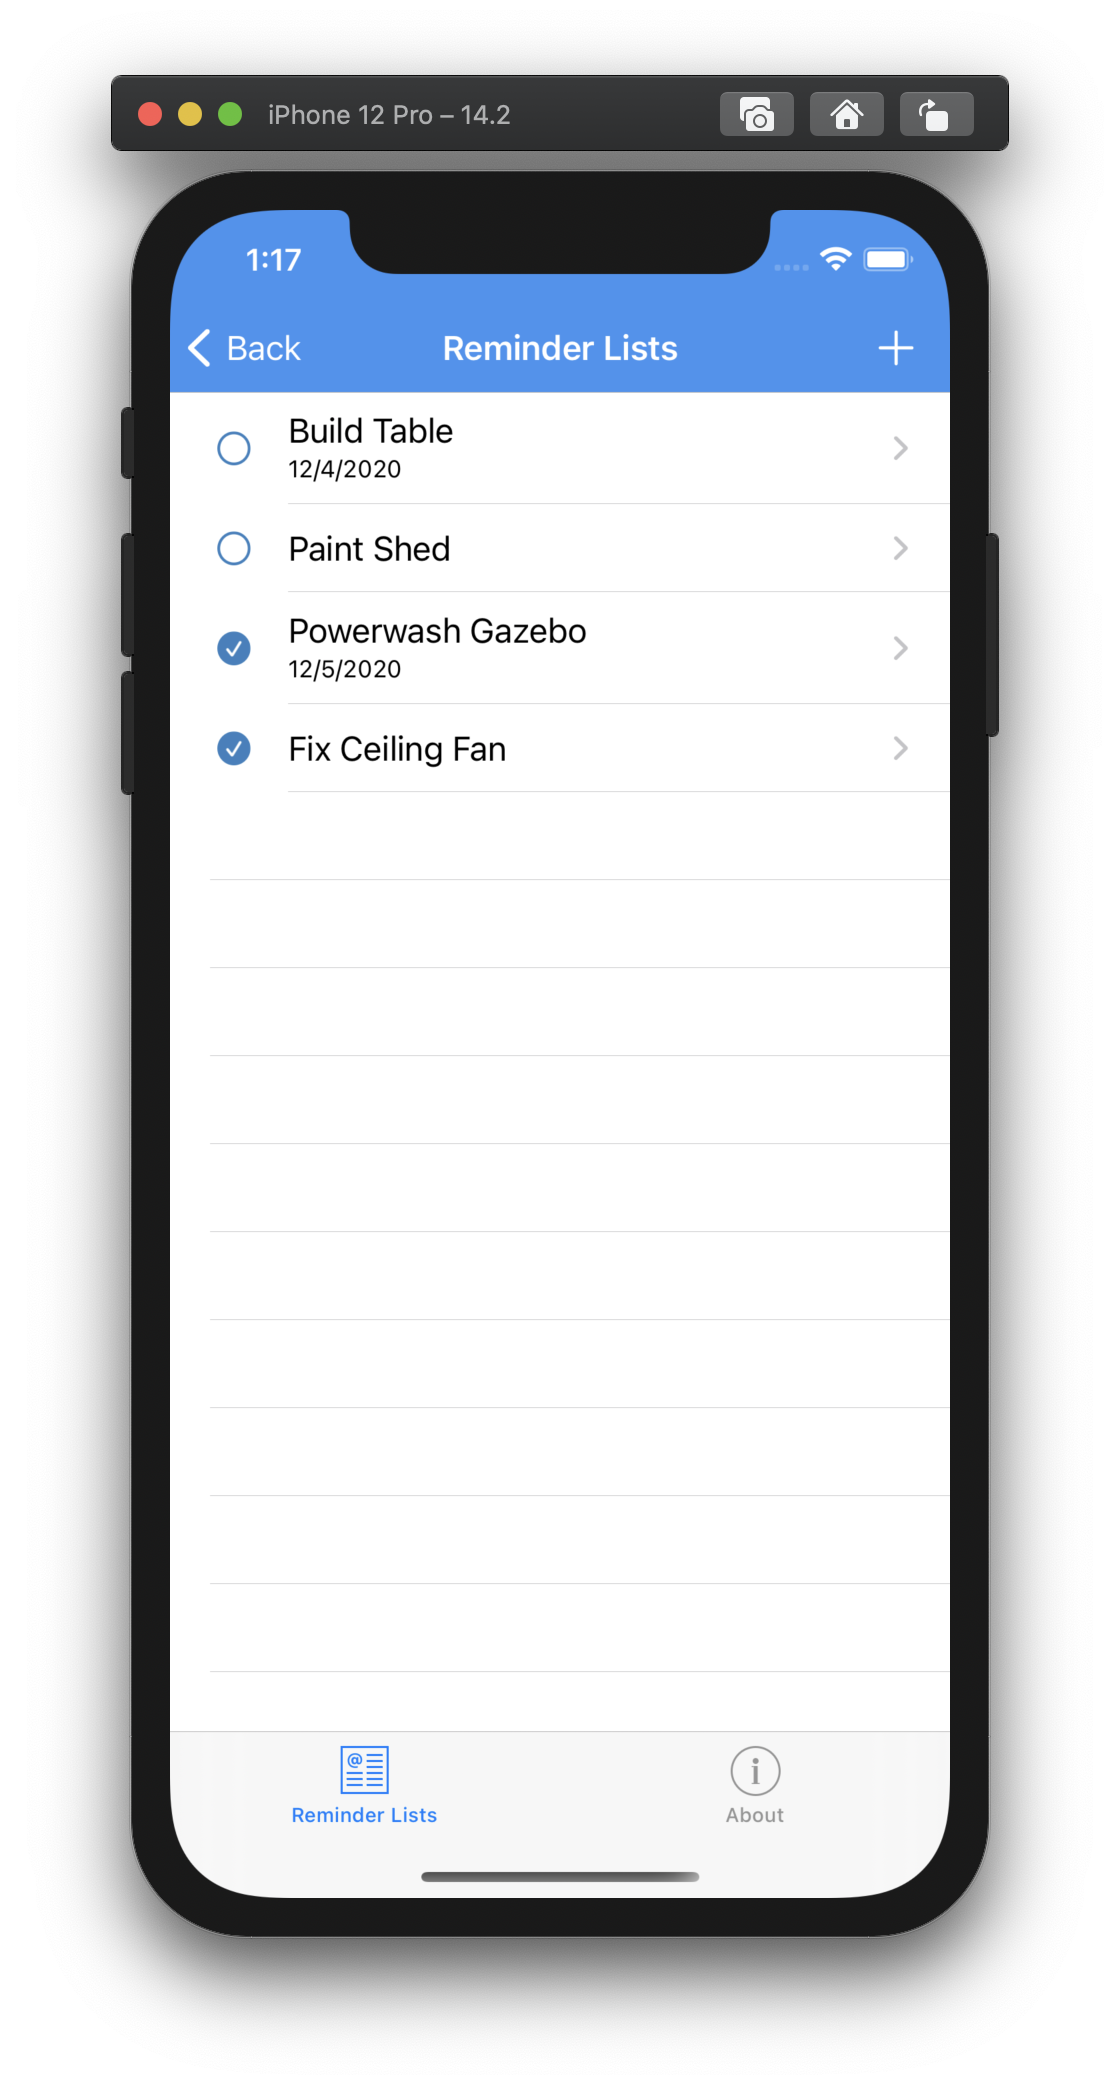 iPhone 12 Pro – 14.2
1:17
Back
Reminder Lists
Build Table
12/4/2020
Paint Shed
Powerwash Gazebo
12/5/2020
Fix Ceiling Fan
@
Reminder Lists
i
About